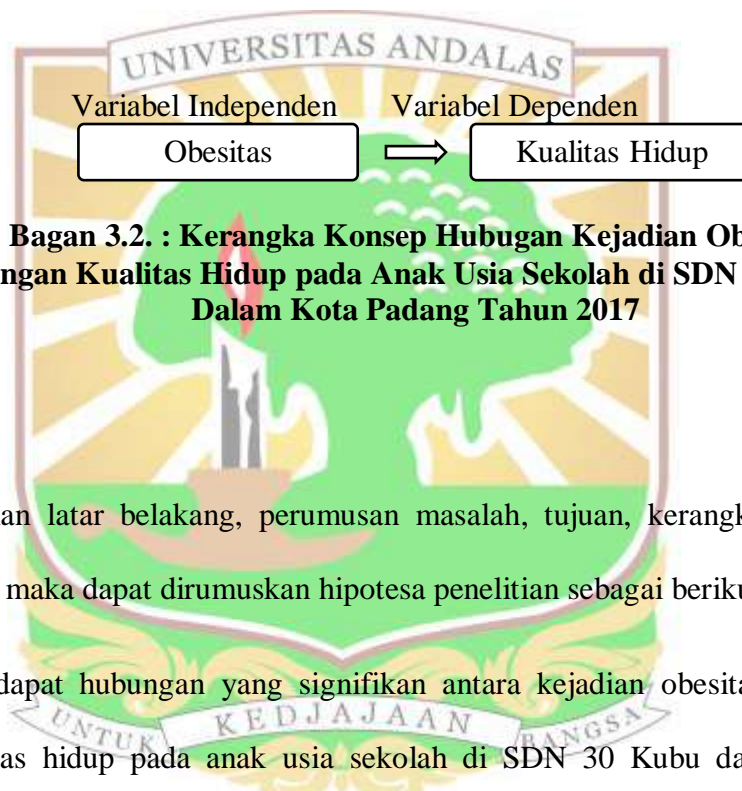 UNIVERSITAS ANDALAS
Variabel Independen Variabel Dependen
Obesitas Kualitas Hidup
Bagan 3.2. : Kerangka Konsep Hubugan Kejadian Ob
ngan Kualitas Hidup pada Anak Usia Sekolah di SDN
Dalam Kota Padang Tahun 2017
an latar belakang, perumusan masalah, tujuan, kerangk
maka dapat dirumuskan hipotesa penelitian sebagai beriku
dapat hubungan yang signifikan antara kejadian obesita
UNTUK KEDJAJAAN BANGSA
as hidup pada anak usia sekolah di SDN 30 Kubu da